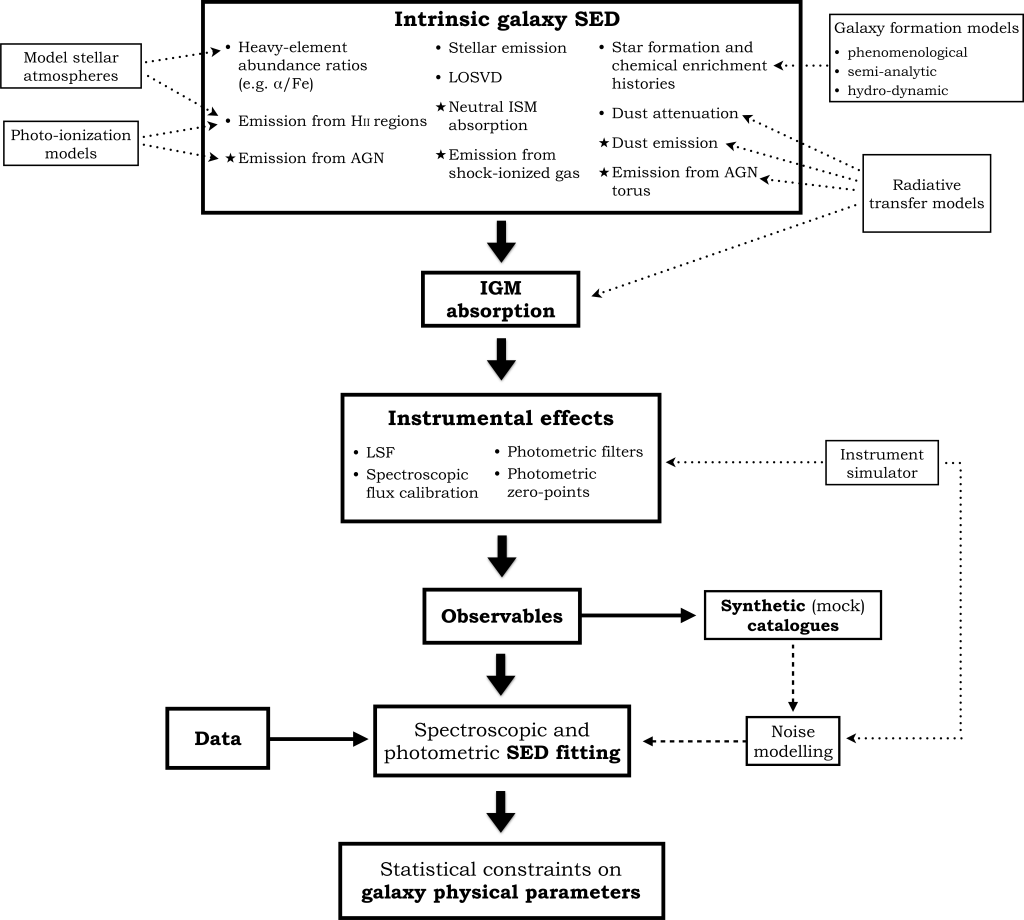 Intrinsic galaxy SED
Model stellar
atmospheres
Photo-ionization
models
• Heavy-element
abundance ratios
(e.g. α/Fe)
• Emission from HII regions
★ Emission from AGN
• Stellar emission
• LOSVD
★ Neutral ISM
absorption
★ Emission from
shock-ionized gas
• Star formation and
chemical enrichment
histories
• Dust attenuation
★ Dust emission
★ Emission from AGN
torus
Galaxy formation models
• phenomenological
• semi-analytic
• hydro-dynamic
Radiative
transfer models
IGM
absorption
Instrumental effects
• LSF
• Spectroscopic
flux calibration
• Photometric filters
• Photometric
zero-points
Instrument
simulator
Observables
Synthetic (mock)
catalogues
Data
Spectroscopic and
photometric SED fitting
Noise
modelling
Statistical constraints on
galaxy physical parameters